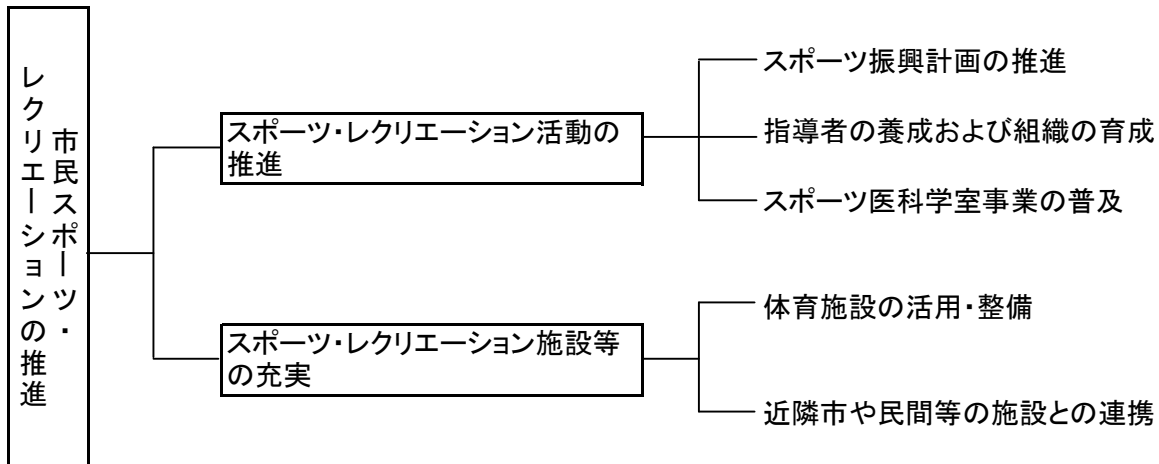 市民スポーツ・
レクリエーションの推進
スポーツ・レクリエーション活動の
推進
スポーツ振興計画の推進
指導者の養成および組織の育成
スポーツ医科学室事業の普及
スポーツ・レクリエーション施設等
の充実
体育施設の活用・整備
近隣市や民間等の施設との連携